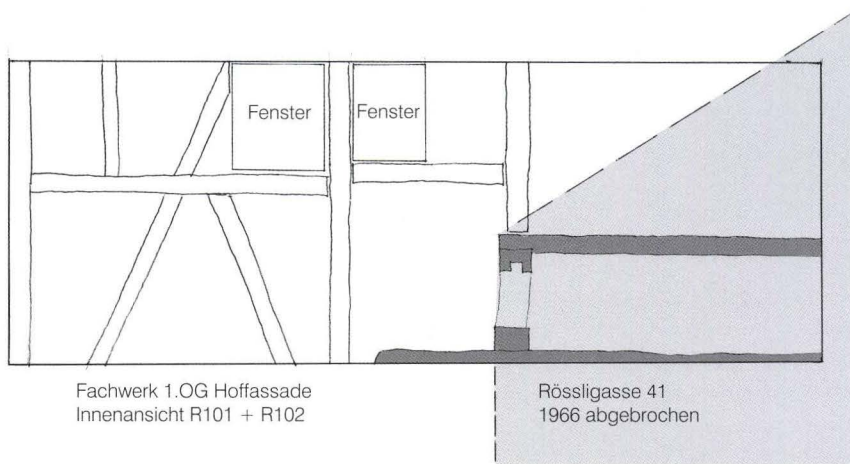 Fenster
Fenster
Fachwerk 1.OG Hoffassade
Innenansicht R101 + R102
Rössligasse 41
1966 abgebrochen